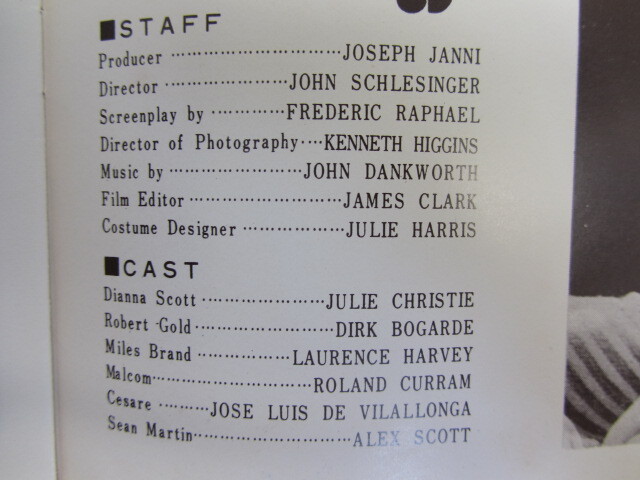 ■STAFF
Producer ································JOSEPH JANNI
Director ······················JOHN SCHLESINGER
Screenplay by ·············FREDERIC RAPHAEL
Director of Photography····KENNETH HIGGINS
Music by ························JOHN DANKWORTH
Film Editor ···························JAMES CLARK
Costume Designer ··················JULIE HARRIS
■CAST
Dianna Scott ······················JULIE CHRISTIE
Robert Gold·························DIRK BOGARDE
Miles Brand ················LAURENCE HARVEY
Malcom····························ROLAND CURRAM
Cesare ·········JOSE LUIS DE VILALLONGA
Sean Martin····························ALEX SCOTT